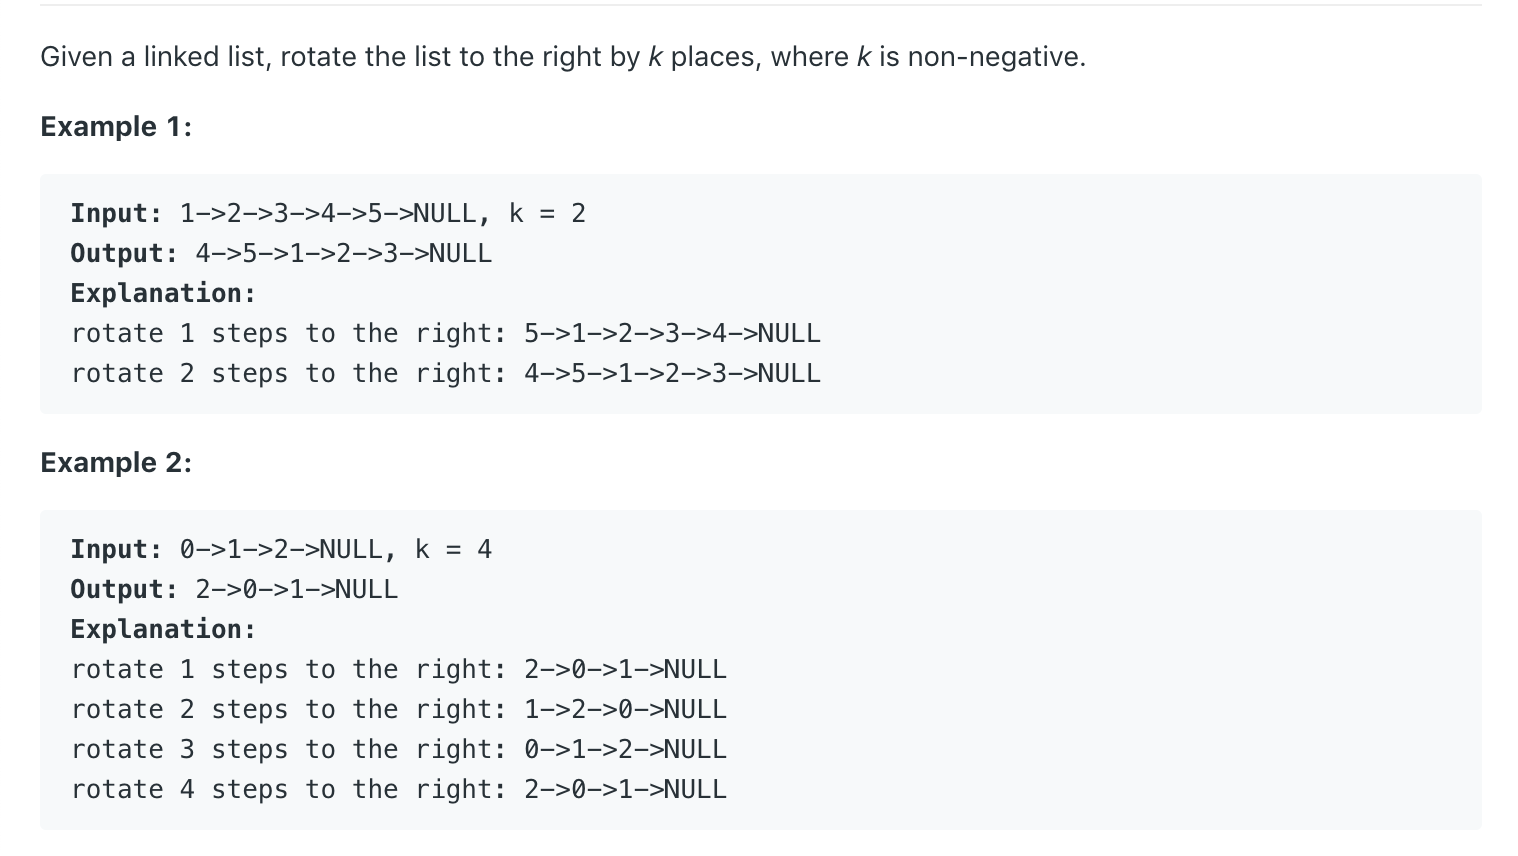 Given a linked list, rotate the list to the right by k places, where k is non-negative.
Example 1:
Input: 1->2->3->4->5->NULL, k = 2
Output: 4->5->1->2->3->NULL
Explanation:
rotate 1 steps to the right: 5->1->2->3->4->NULL
rotate 2 steps to the right: 4->5->1->2->3->NULL
Example 2:
Input: 0->1->2->NULL, k = 4
Output: 2->0->1->NULL
Explanation:
rotate 1 steps to the right: 2->0->1->NULL
rotate 2 steps to the right: 1->2->0->NULL
rotate 3 steps to the right: 0->1->2->NULL
rotate 4 steps to the right: 2->0->1->NULL